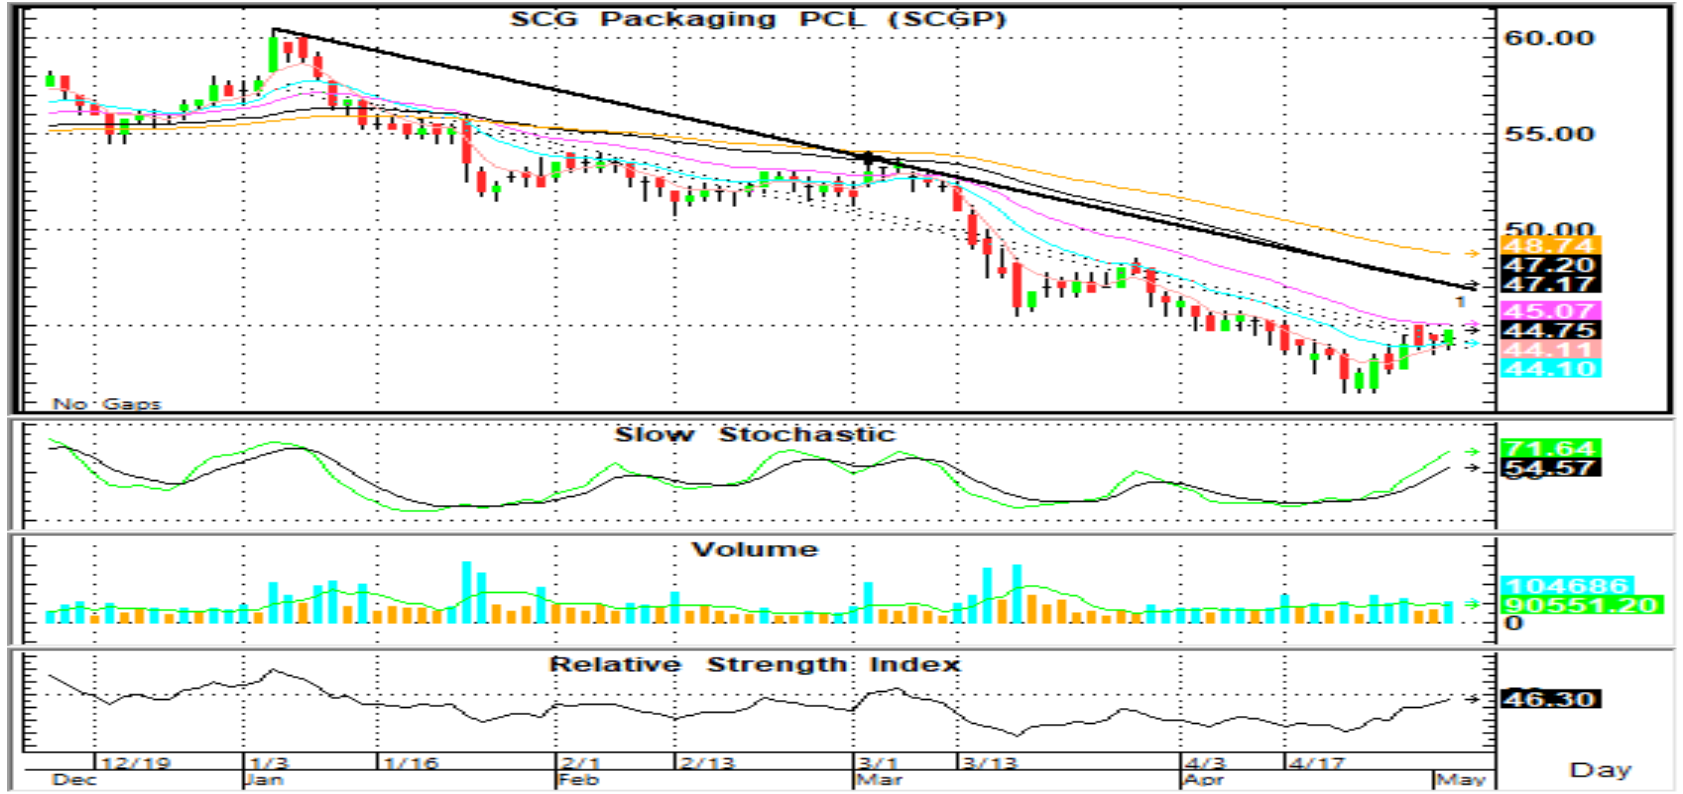 SCG Packaging PCL (SCGP)
60.00
55.00
50.00
48.74
47.20
47.17
1
45.07
44.75
44.11
44.10
No Gaps
Slow Stochastic
71.64
54.57
Volume
104686
90551.20
0
Relative Strength Index
46.30
12/19 1/3 1/16 2/1 2/13 3/1 3/13 4/3 4/17
Dec Jan Feb Mar Apr May
Day